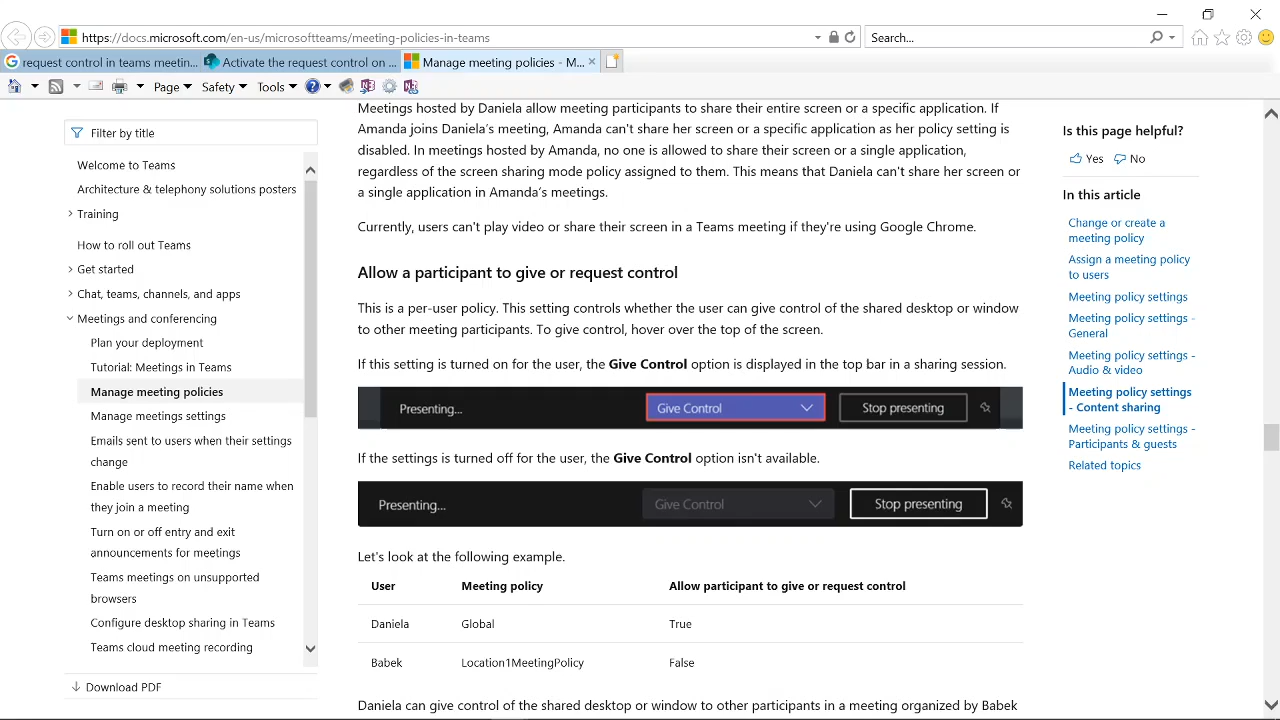 https://docs.microsoft.com/en-us/microsoftteams/meeting-policies-in-teams
Search...
request control in teams meetin...
Activate the request control on ...
Manage meeting policies - M...
Page
Safety
Tools
Filter by title
Welcome to Teams
Architecture & telephony solutions posters
Training
How to roll out Teams
Get started
Chat, teams, channels, and apps
Meetings and conferencing
Plan your deployment
Tutorial: Meetings in Teams
Manage meeting policies
Manage meetings settings
Emails sent to users when their settings
change
Enable users to record their name when
they join a meeting
Turn on or off entry and exit
announcements for meetings
Teams meetings on unsupported
browsers
Configure desktop sharing in Teams
Teams cloud meeting recording
Download PDF
Meetings hosted by Daniela allow meeting participants to share their entire screen or a specific application. If
Amanda joins Daniela’s meeting, Amanda can't share her screen or a specific application as her policy setting is
disabled. In meetings hosted by Amanda, no one is allowed to share their screen or a single application,
regardless of the screen sharing mode policy assigned to them. This means that Daniela can't share her screen or
a single application in Amanda’s meetings.
Currently, users can't play video or share their screen in a Teams meeting if they're using Google Chrome.
Allow a participant to give or request control
This is a per-user policy. This setting controls whether the user can give control of the shared desktop or window
to other meeting participants. To give control, hover over the top of the screen.
If this setting is turned on for the user, the Give Control option is displayed in the top bar in a sharing session.
Presenting... Give Control Stop presenting
If the settings is turned off for the user, the Give Control option isn't available.
Presenting... Give Control Stop presenting
Let's look at the following example.
User Meeting policy Allow participant to give or request control
Daniela Global True
Babek Location1MeetingPolicy False
Daniela can give control of the shared desktop or window to other participants in a meeting organized by Babek
Is this page helpful?
Yes No
In this article
Change or create a
meeting policy
Assign a meeting policy
to users
Meeting policy settings
Meeting policy settings -
General
Meeting policy settings -
Audio & video
Meeting policy settings
- Content sharing
Meeting policy settings -
Participants & guests
Related topics